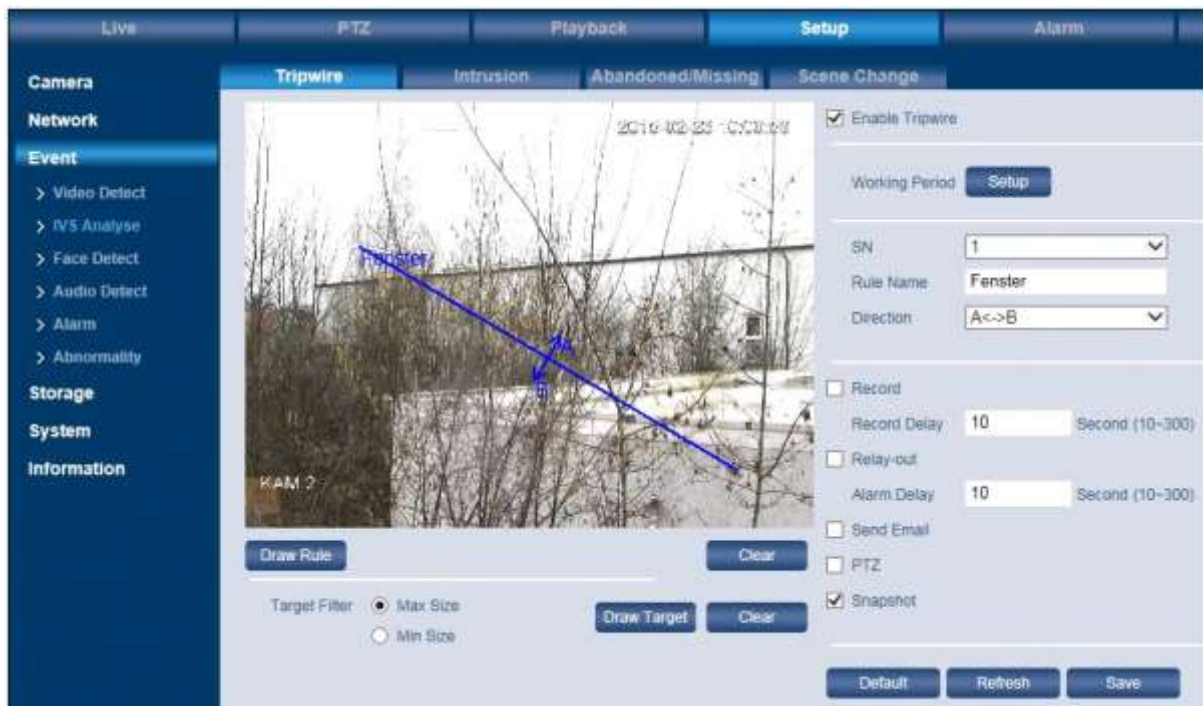 Live PTZ Playback Setup Alarm
Camera
Network
Event
> Video Detect
> IVS Analyse
> Face Detect
> Audio Detect
> Alarm
> Abnormality
Storage
System
Information
Tripwire Intrusion Abandoned/Missing Scene Change
Fenster
A
B
KAM 2
Draw Rule Clear
Target Filter Max Size
Min Size
Draw Target Clear
Enable Tripwire
Working Period Setup
SN 1
Rule Name Fenster
Direction A<->B
Record
Record Delay 10 Second (10~300)
Relay-out
Alarm Delay 10 Second (10~300)
Send Email
PTZ
Snapshot
Default Refresh Save